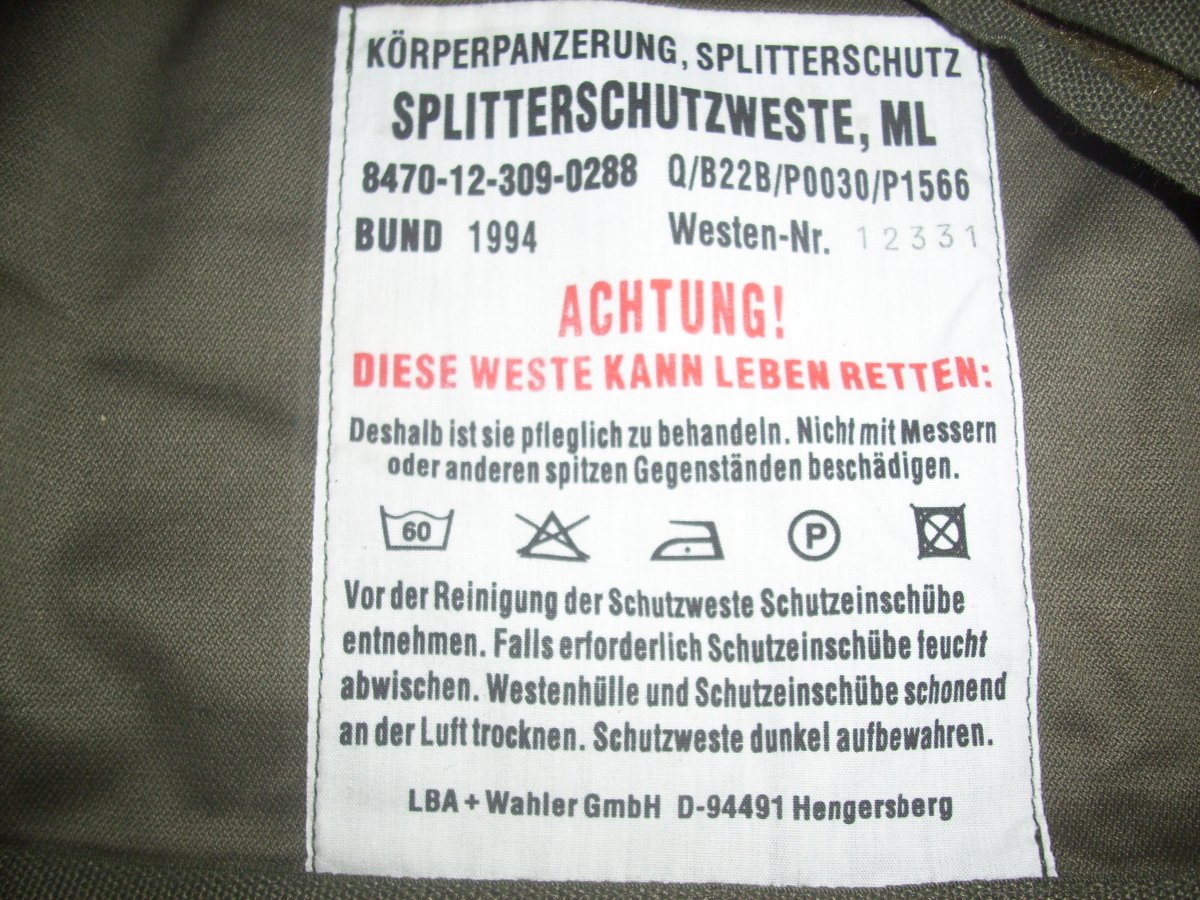 KÖRPERPANZERUNG, SPLITTERSCHUTZ
SPLITTERSCHUTZWESTE, ML
8470-12-309-0288 Q/B22B/P0030/P1566
BUND 1994 Westen-Nr. 12331
ACHTUNG!
DIESE WESTE KANN LEBEN RETTEN:
Deshalb ist sie pfleglich zu behandeln. Nicht mit Messern
oder anderen spitzen Gegenständen beschädigen.
60 P
Vor der Reinigung der Schutzweste Schutzeinschübe
entnehmen. Falls erforderlich Schutzeinschübe feucht
abwischen. Westenhülle und Schutzeinschübe schonend
an der Luft trocknen. Schutzweste dunkel aufbewahren.
LBA + Wahler GmbH D-94491 Hengersberg